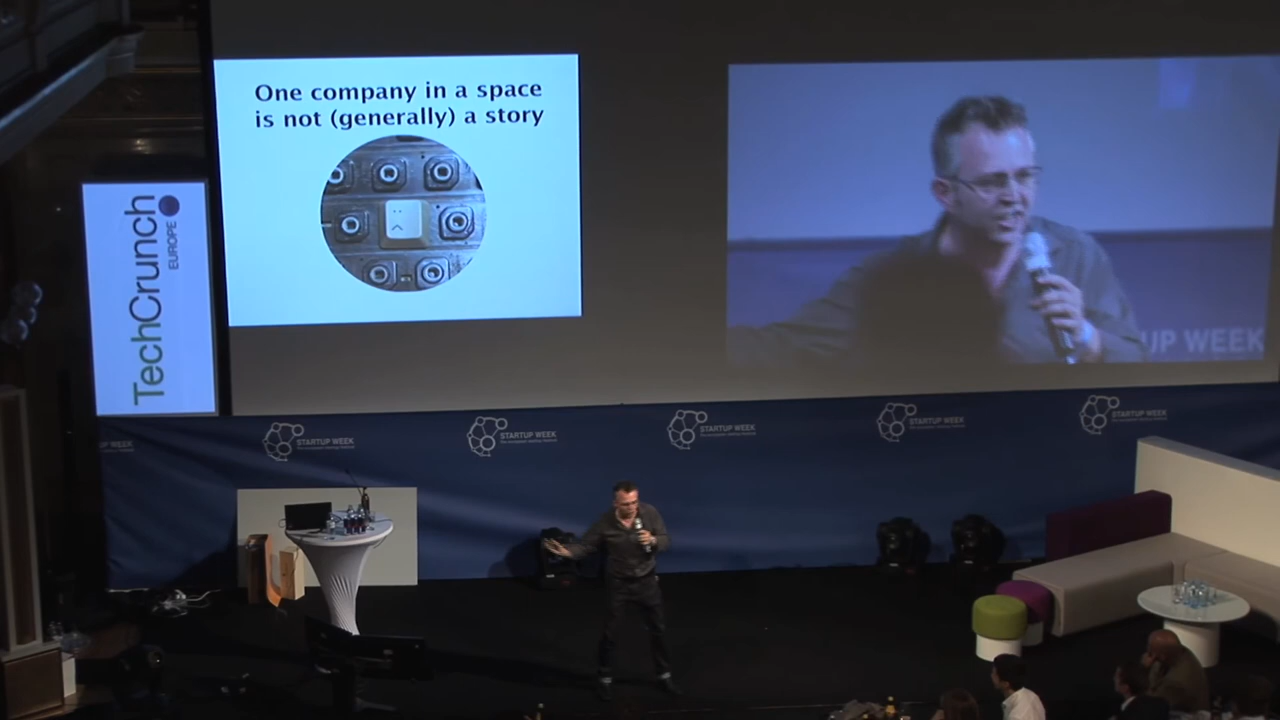 One company in a space
is not (generally) a story
TechCrunch
EUROPE
UP WEEK
WEEK
STARTUP WEEK
STARTUP WEEK
STARTUP WEEK
STARTUP WEEK
STARTUP WEEK